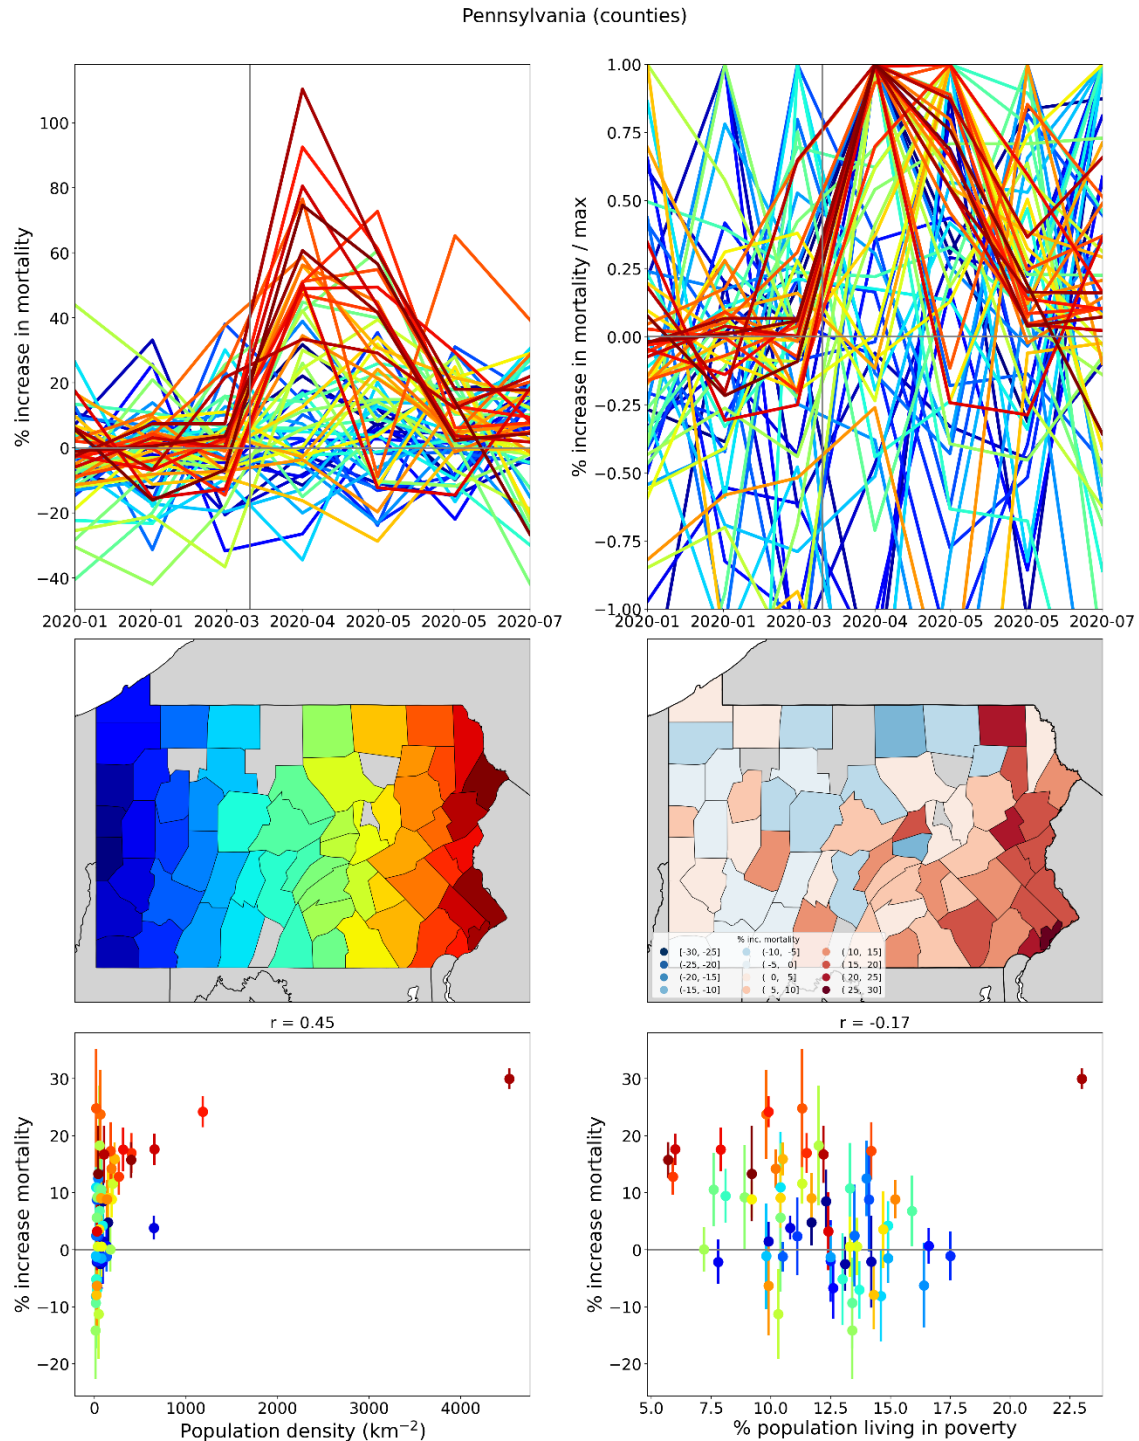 Pennsylvania (counties)
% increase in mortality
100
80
60
40
20
0
−20
−40
2020-01 2020-01 2020-03 2020-04 2020-05 2020-05 2020-07
% increase in mortality / max
1.00
0.75
0.50
0.25
0.00
−0.25
−0.50
−0.75
−1.00
2020-01 2020-01 2020-03 2020-04 2020-05 2020-05 2020-07
% inc. mortality
[-30, -25] (-10, -5] ( 10, 15]
(-25, -20] (-5, 0] ( 15, 20]
(-20, -15] ( 0, 5] ( 20, 25]
(-15, -10] ( 5, 10] ( 25, 30]
r = 0.45
% increase mortality
30
20
10
0
−10
−20
0 1000 2000 3000 4000
Population density (km⁻²)
r = -0.17
% increase mortality
30
20
10
0
−10
−20
5.0 7.5 10.0 12.5 15.0 17.5 20.0 22.5
% population living in poverty